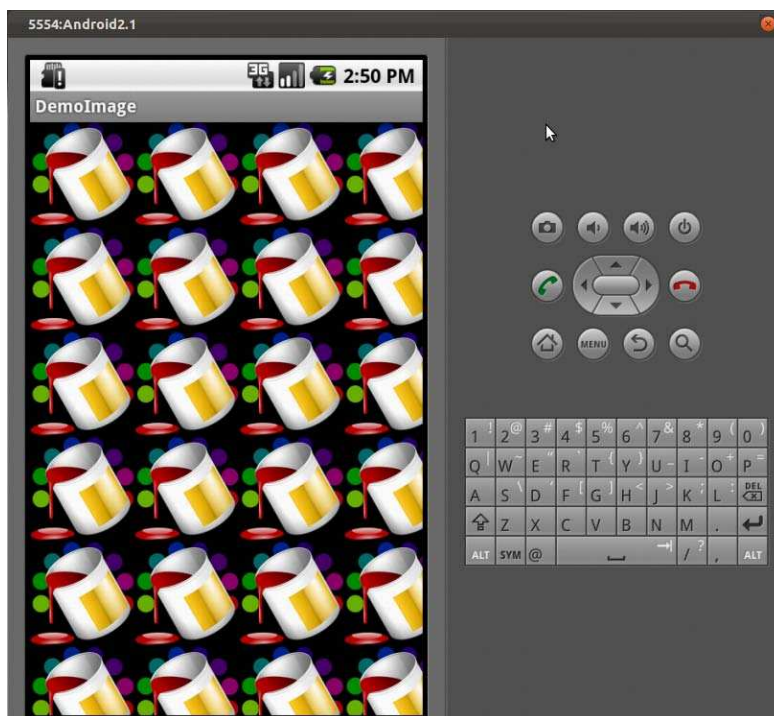 5554:Android2.1
3G 2:50 PM
DemoImage
MENU
1 ! 2 @ 3 # 4 $ 5 % 6 ^ 7 & 8 * 9 ( 0 )
Q | W ~ E " R ` T { Y } U _ I - O + P =
A S \ D ' F [ G ] H < J > K ; L : DEL
Z X C V B N M .
ALT SYM @ / ? , ALT